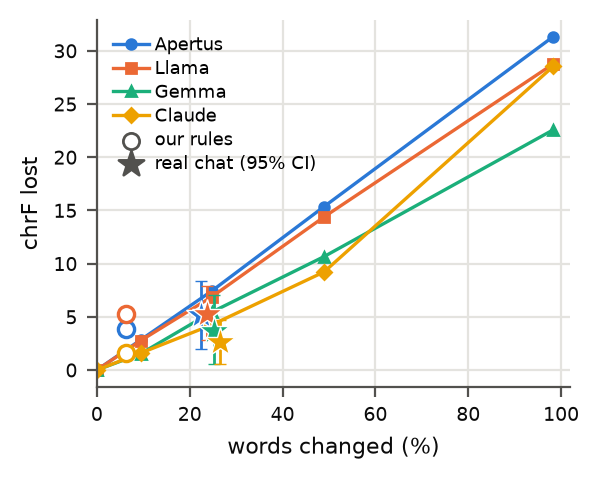 Apertus
Llama
Gemma
Claude
our rules
real chat (95% CI)
chrF lost
30
25
20
15
10
5
0
0 20 40 60 80 100
words changed (%)